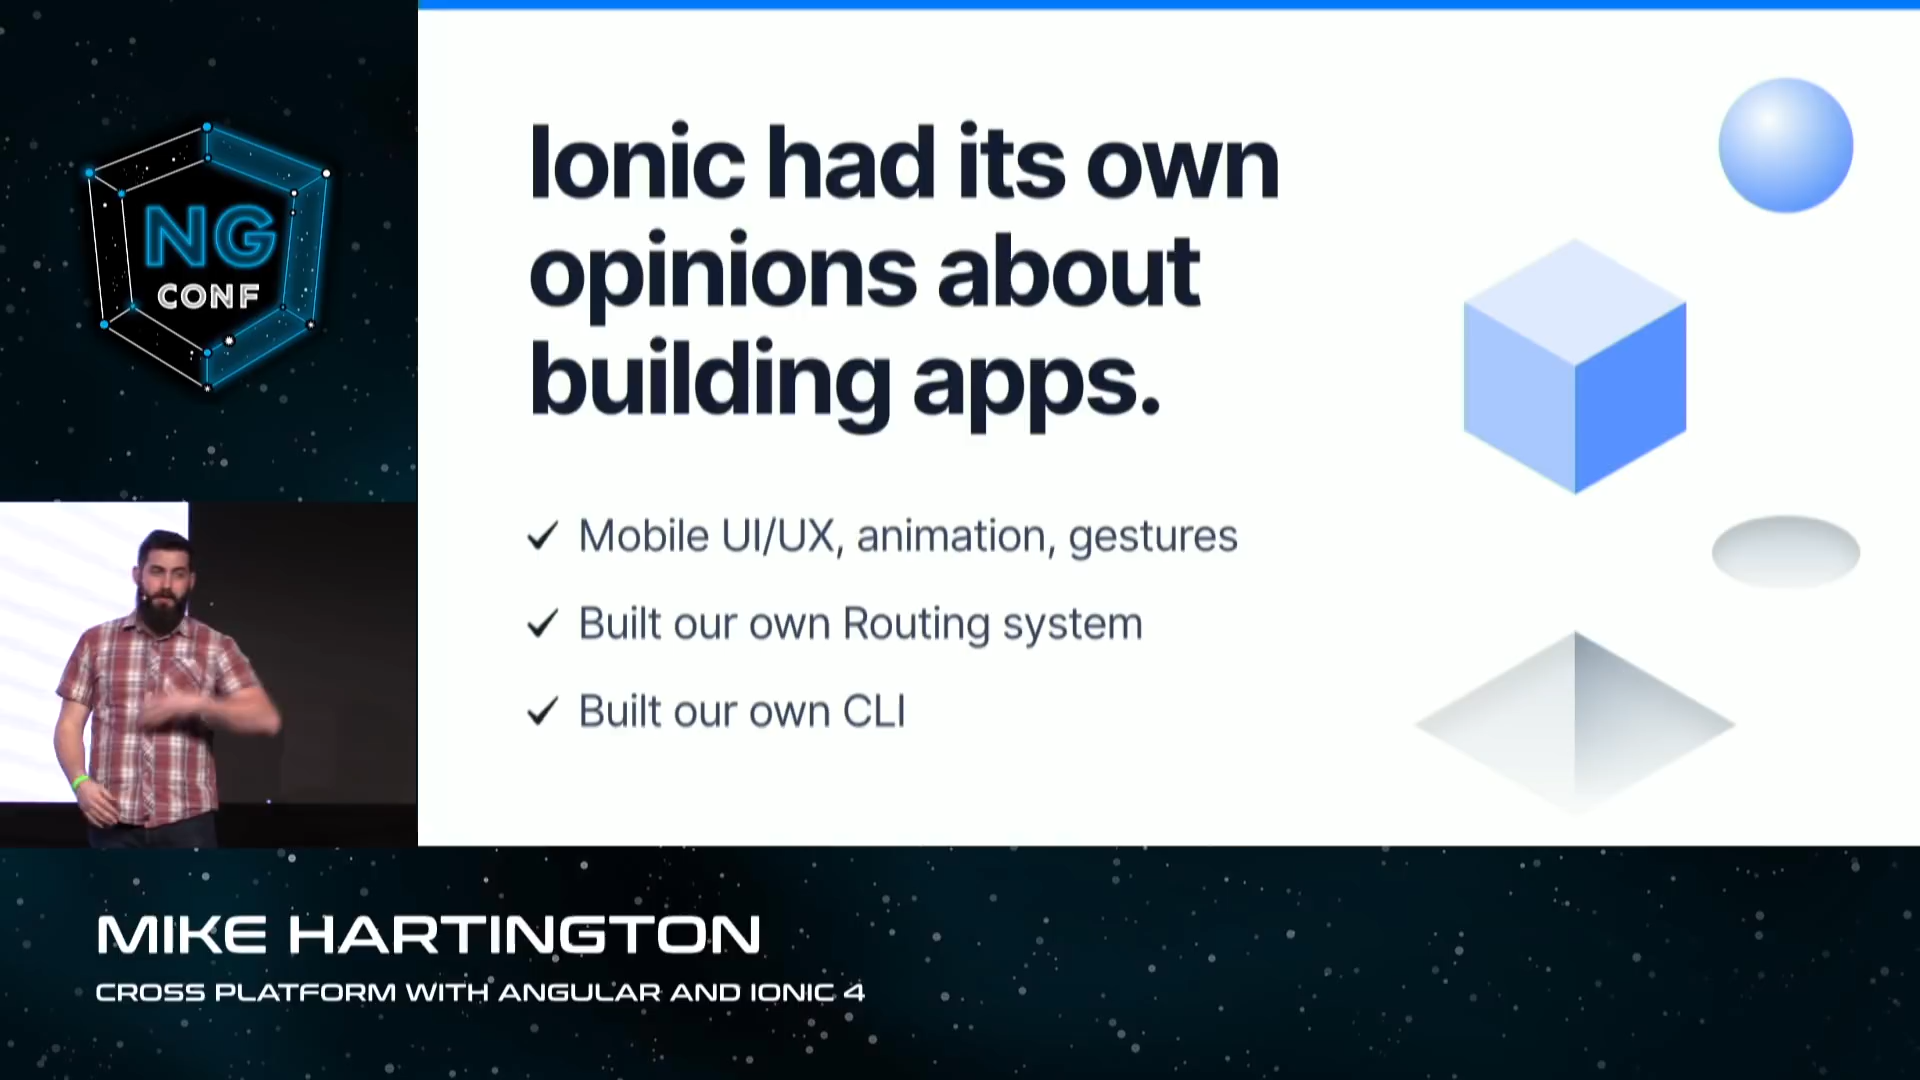 NG
CONF
Ionic had its own
opinions about
building apps.
✓ Mobile UI/UX, animation, gestures
✓ Built our own Routing system
✓ Built our own CLI
MIKE HARTINGTON
CROSS PLATFORM WITH ANGULAR AND IONIC 4